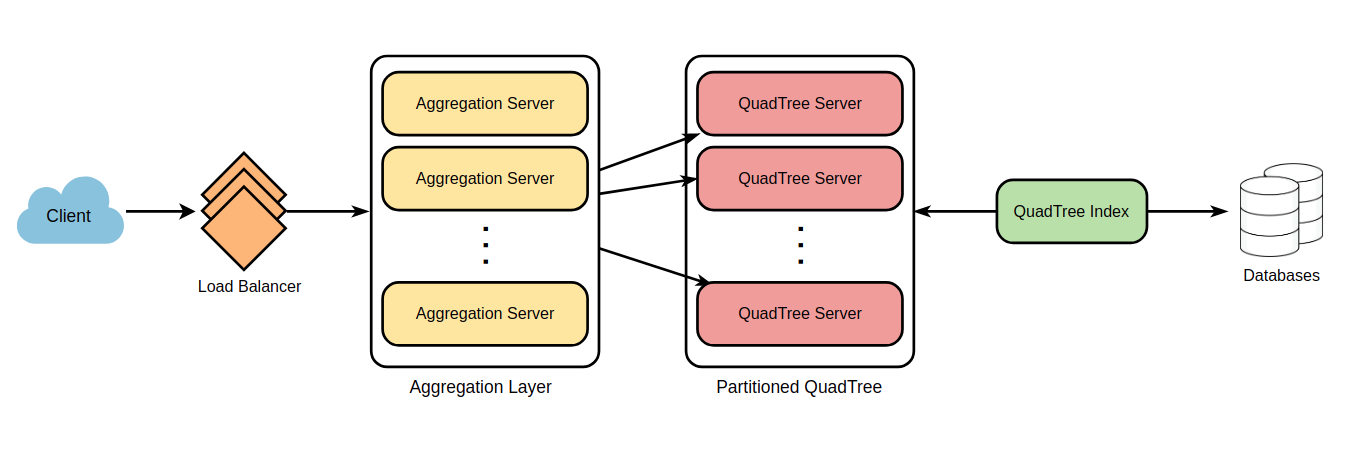 Client
Load Balancer
Aggregation Server
Aggregation Server
Aggregation Server
Aggregation Layer
QuadTree Server
QuadTree Server
QuadTree Server
Partitioned QuadTree
QuadTree Index
Databases